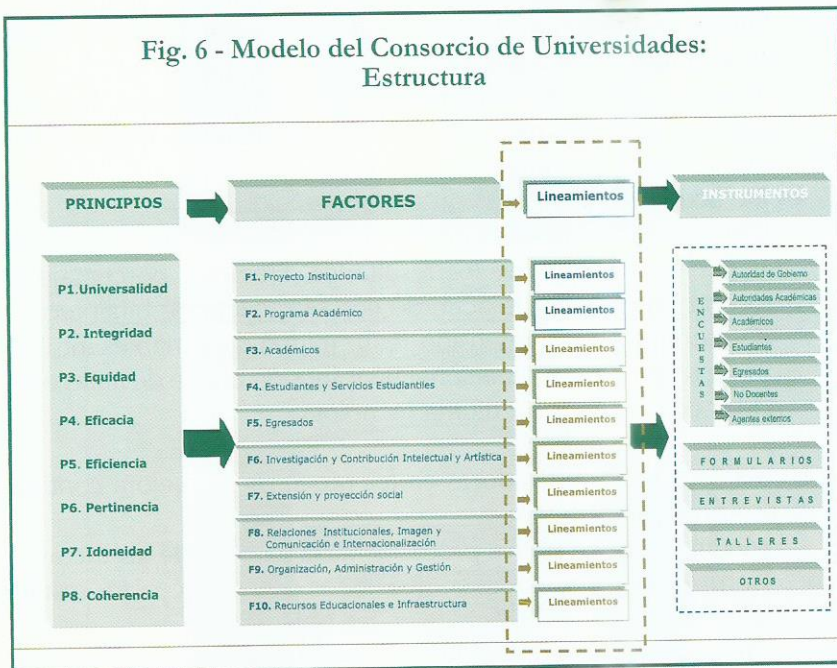 Fig. 6 - Modelo del Consorcio de Universidades:
Estructura
PRINCIPIOS
FACTORES
Lineamientos
INSTRUMENTOS
P1.Universalidad
P2. Integridad
P3. Equidad
P4. Eficacia
P5. Eficiencia
P6. Pertinencia
P7. Idoneidad
P8. Coherencia
F1. Proyecto Institucional
Lineamientos
F2. Programa Académico
Lineamientos
F3. Académicos
Lineamientos
F4. Estudiantes y Servicios Estudiantiles
Lineamientos
F5. Egresados
Lineamientos
F6. Investigación y Contribución Intelectual y Artística
Lineamientos
F7. Extensión y proyección social
Lineamientos
F8. Relaciones Institucionales, Imagen y
Comunicación e Internacionalización
Lineamientos
F9. Organización, Administración y Gestión
Lineamientos
F10. Recursos Educacionales e Infraestructura
Lineamientos
ENCUESTAS
Autoridad de Gobierno
Autoridades Académicas
Académicos
Estudiantes
Egresados
No Docentes
Agentes externos
FORMULARIOS
ENTREVISTAS
TALLERES
OTROS